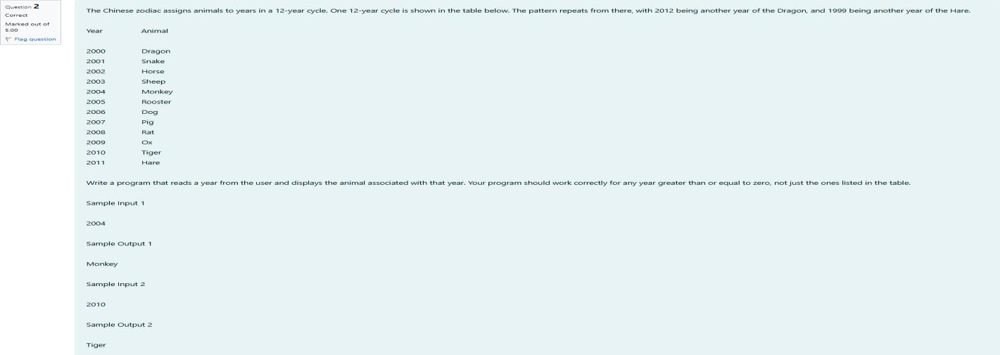 Question 2
Correct
Marked out of
5.00
Flag question
The Chinese zodiac assigns animals to years in a 12-year cycle. One 12-year cycle is shown in the table below. The pattern repeats from there, with 2012 being another year of the Dragon, and 1999 being another year of the Hare.
Year Animal
2000 Dragon
2001 Snake
2002 Horse
2003 Sheep
2004 Monkey
2005 Rooster
2006 Dog
2007 Pig
2008 Rat
2009 Ox
2010 Tiger
2011 Hare
Write a program that reads a year from the user and displays the animal associated with that year. Your program should work correctly for any year greater than or equal to zero, not just the ones listed in the table.
Sample Input 1
2004
Sample Output 1
Monkey
Sample Input 2
2010
Sample Output 2
Tiger